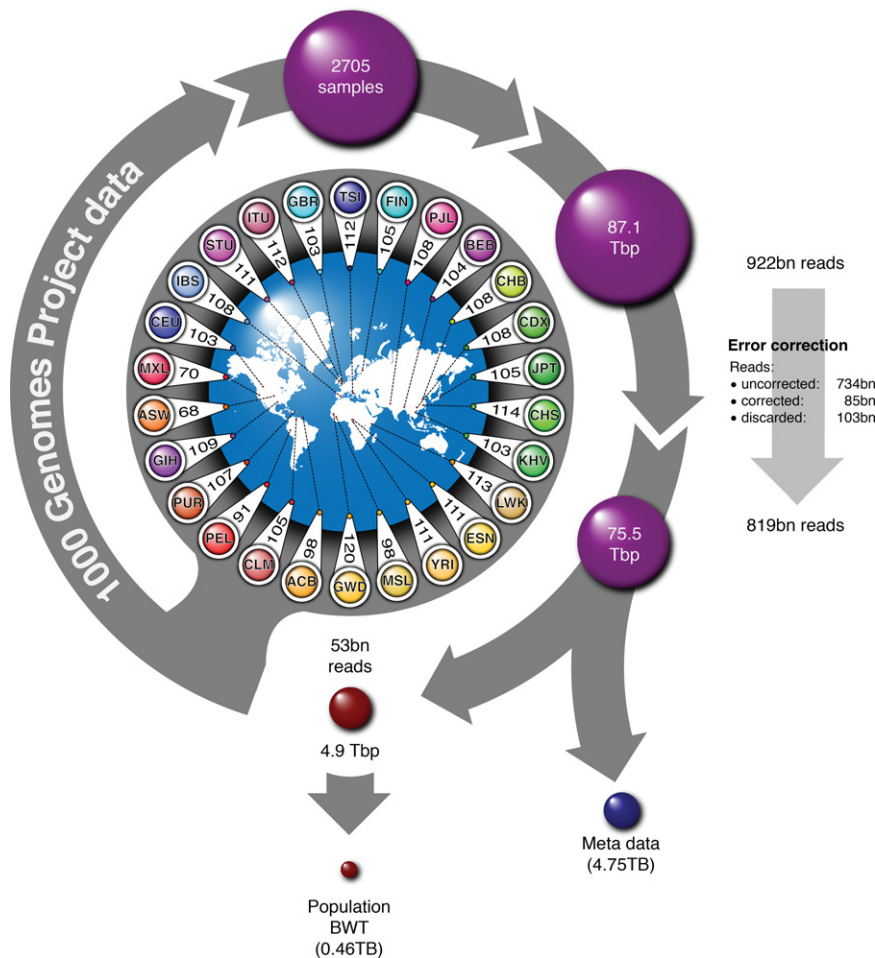 2705
samples
1000 Genomes Project data
87.1
Tbp
922bn reads
Error correction
Reads:
• uncorrected: 734bn
• corrected: 85bn
• discarded: 103bn
819bn reads
75.5
Tbp
TSI 112
FIN 105
PJL 108
BEB 104
CHB 108
CDX 108
JPT 105
CHS 114
KHV 103
LWK 113
ESN 111
YRI 111
MSL 98
GWD 120
ACB 98
CLM 105
PEL 91
PUR 107
GIH 109
ASW 68
MXL 70
CEU 103
IBS 108
STU 111
ITU 112
GBR 103
53bn
reads
4.9 Tbp
Meta data
(4.75TB)
Population
BWT
(0.46TB)